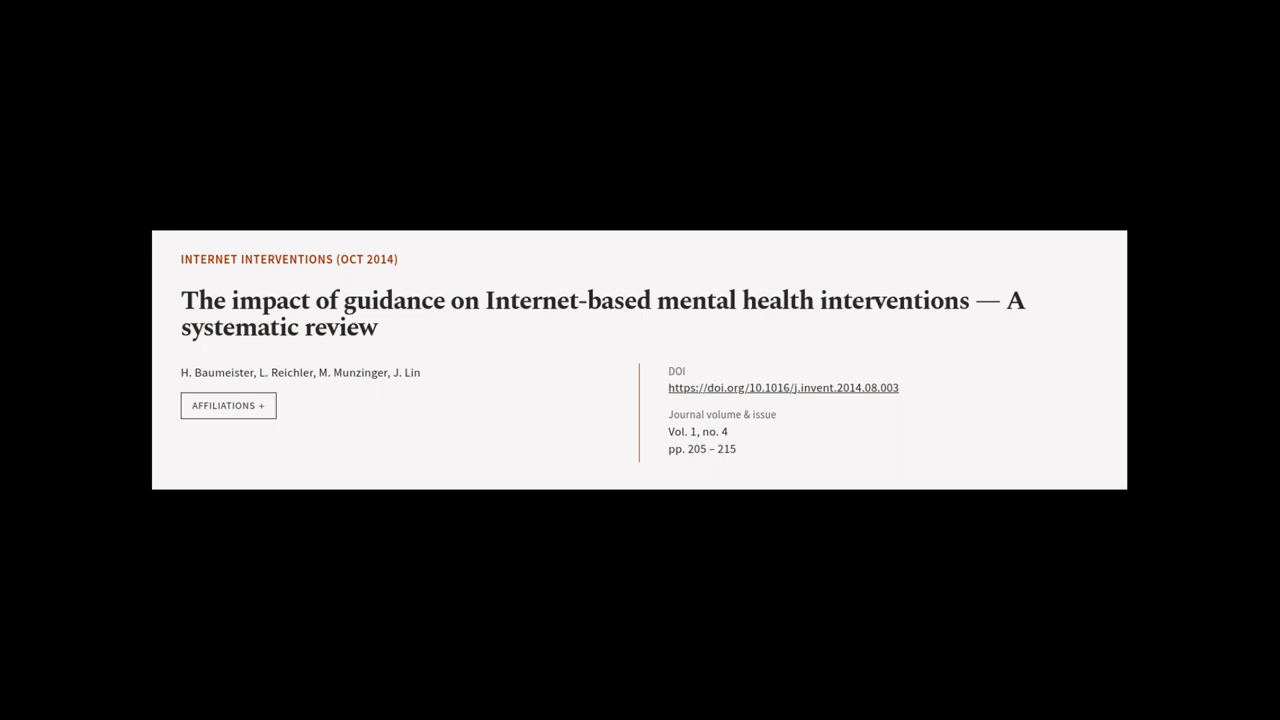 INTERNET INTERVENTIONS (OCT 2014)
The impact of guidance on Internet-based mental health interventions — A
systematic review
H. Baumeister, L. Reichler, M. Munzinger, J. Lin
AFFILIATIONS +
DOI
https://doi.org/10.1016/j.invent.2014.08.003
Journal volume & issue
Vol. 1, no. 4
pp. 205 – 215